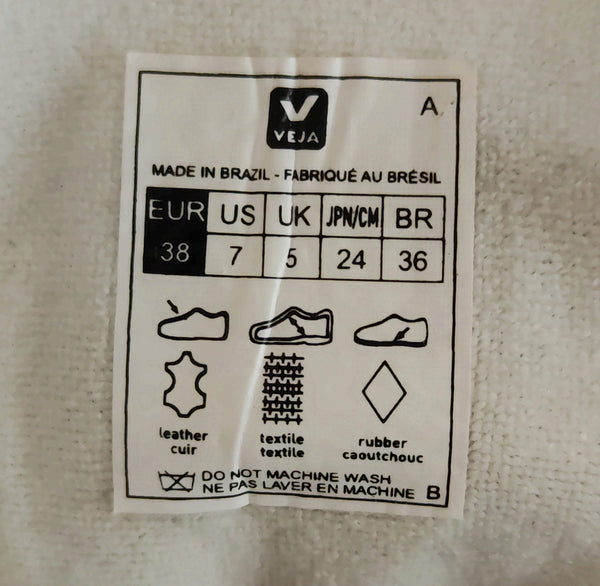 A
VEJA
MADE IN BRAZIL - FABRIQUÉ AU BRÉSIL
EUR US UK JPN/CM BR
38 7 5 24 36
leather textile rubber
cuir textile caoutchouc
DO NOT MACHINE WASH
NE PAS LAVER EN MACHINE B